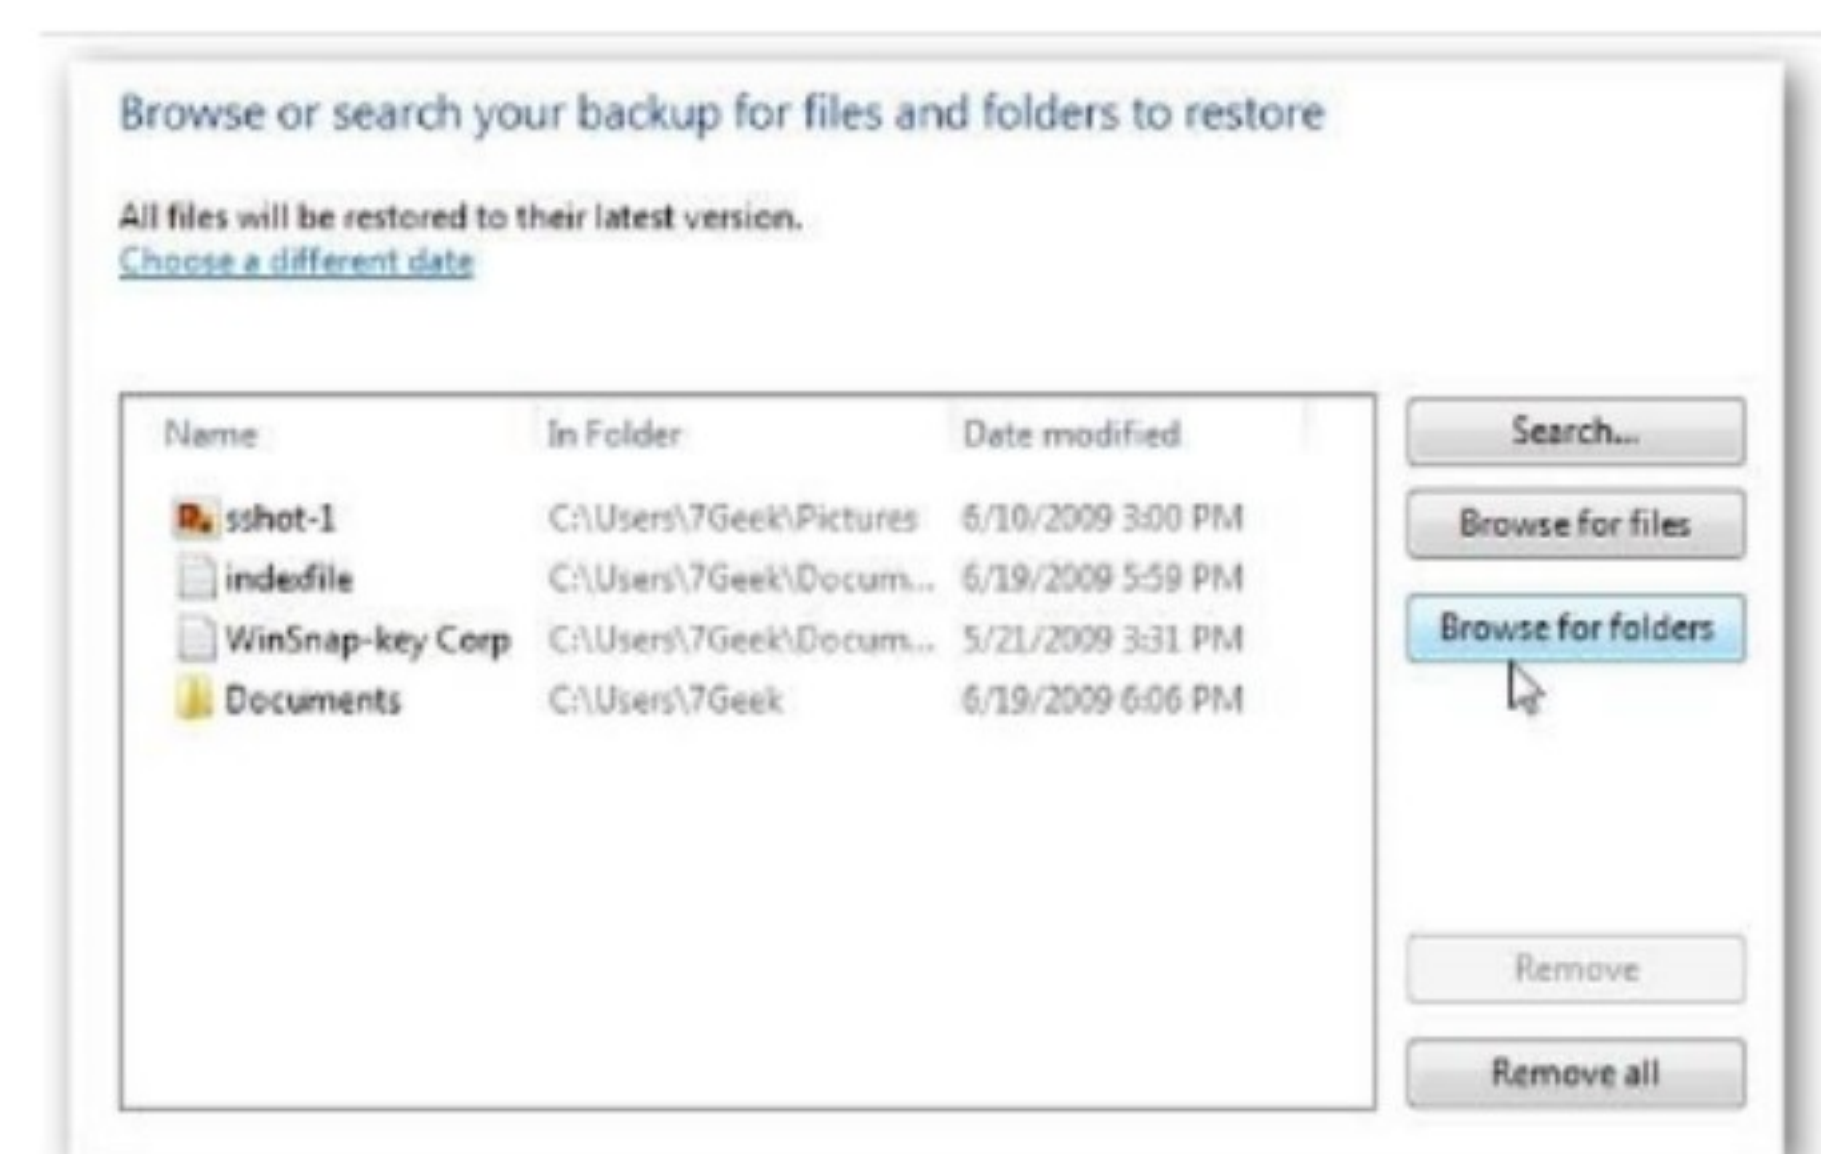 Browse or search your backup for files and folders to restore
All files will be restored to their latest version.
Choose a different date
Name In Folder Date modified
sshot-1 C:\Users\7Geek\Pictures 6/10/2009 3:00 PM
indexfile C:\Users\7Geek\Docum... 6/19/2009 5:59 PM
WinSnap-key Corp C:\Users\7Geek\Docum... 5/21/2009 3:31 PM
Documents C:\Users\7Geek 6/19/2009 6:06 PM
Search...
Browse for files
Browse for folders
Remove
Remove all